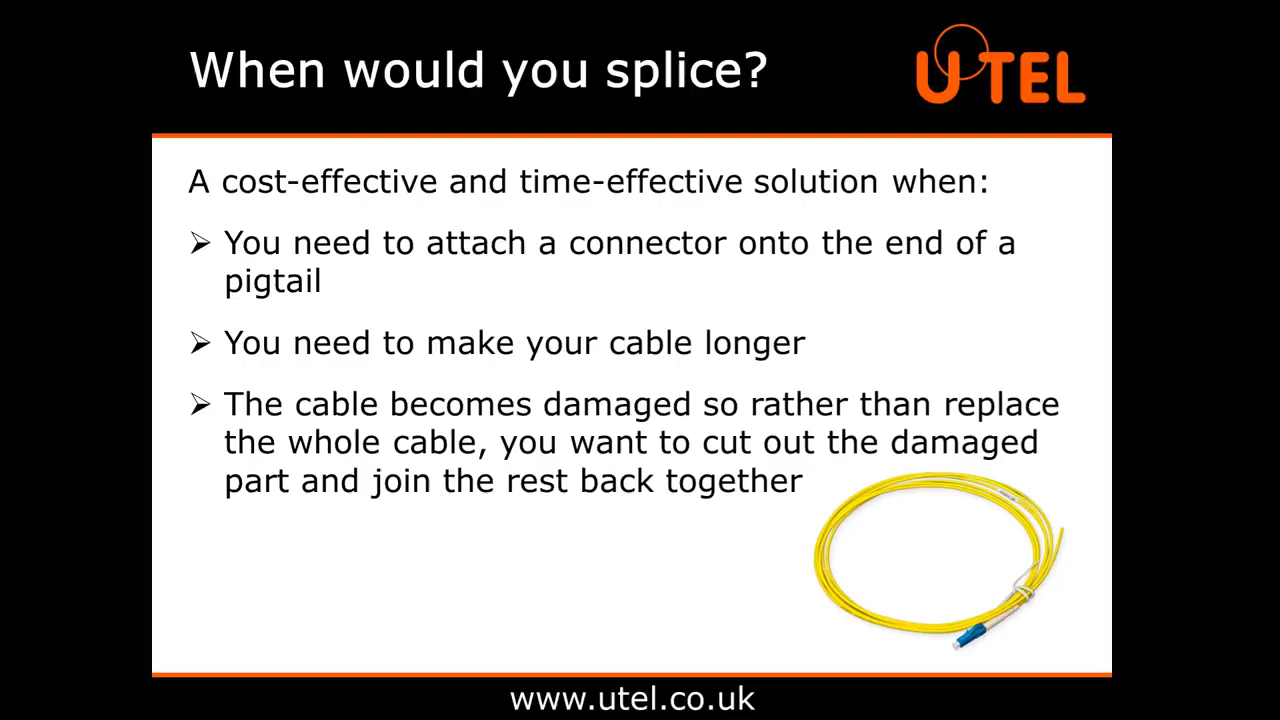 When would you splice?
UTEL
A cost-effective and time-effective solution when:
➢ You need to attach a connector onto the end of a
pigtail
➢ You need to make your cable longer
➢ The cable becomes damaged so rather than replace
the whole cable, you want to cut out the damaged
part and join the rest back together
www.utel.co.uk